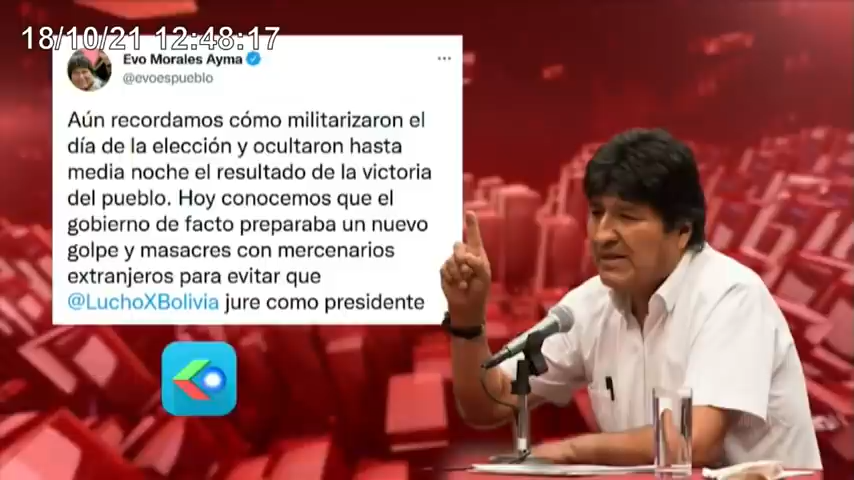 18/10/21 12:48:17
Evo Morales Ayma
@evoespueblo
Aún recordamos cómo militarizaron el
día de la elección y ocultaron hasta
media noche el resultado de la victoria
del pueblo. Hoy conocemos que el
gobierno de facto preparaba un nuevo
golpe y masacres con mercenarios
extranjeros para evitar que
@LuchoXBolivia jure como presidente